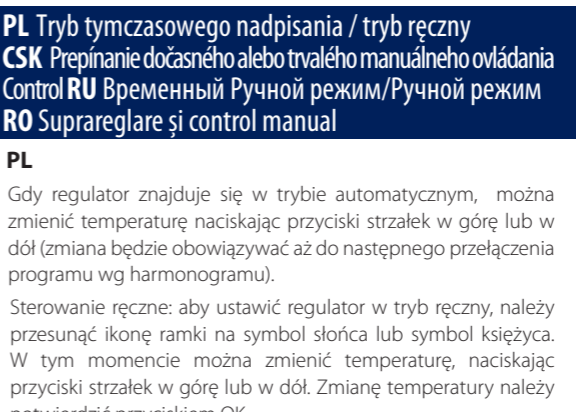 PL Tryb tymczasowego nadpisania / tryb ręczny
CSK Prepínanie dočasného alebo trvalého manuálneho ovládania
Control RU Временный Ручной режим/Ручной режим
RO Suprareglare și control manual
PL
Gdy regulator znajduje się w trybie automatycznym, można
zmienić temperaturę naciskając przyciski strzałek w górę lub w
dół (zmiana będzie obowiązywać aż do następnego przełączenia
programu wg harmonogramu).
Sterowanie ręczne: aby ustawić regulator w tryb ręczny, należy
przesunąć ikonę ramki na symbol słońca lub symbol księżyca.
W tym momencie można zmienić temperaturę, naciskając
przyciski strzałek w górę lub w dół. Zmianę temperatury należy
potwierdzić przyciskiem OK